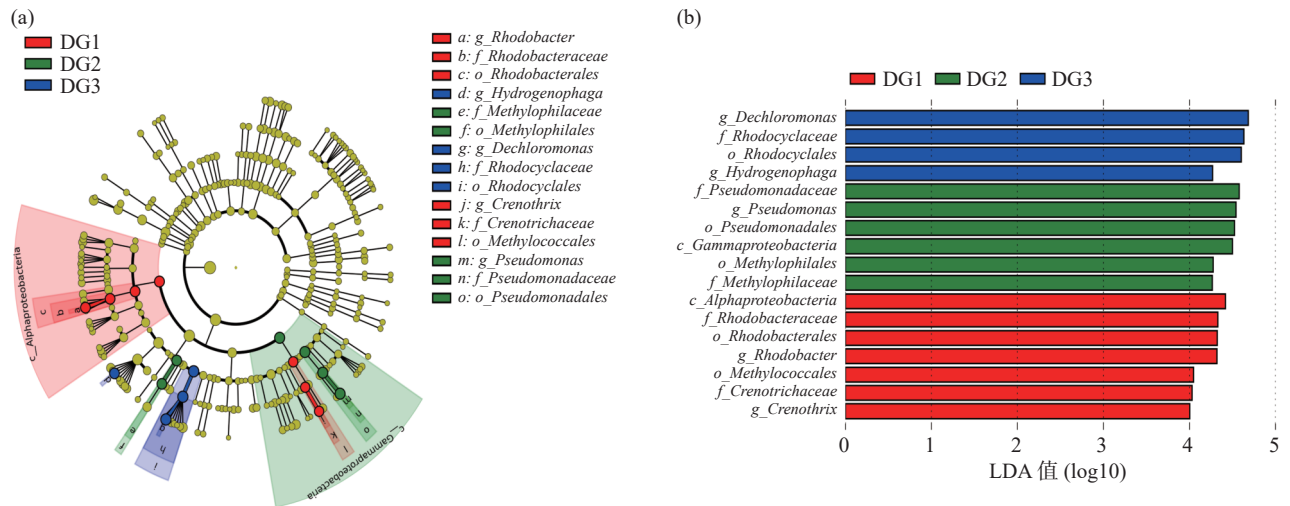 (a)
DG1
DG2
DG3
a: g_Rhodobacter
b: f_Rhodobacteraceae
c: o_Rhodobacterales
d: g_Hydrogenophaga
e: f_Methylophilaceae
f: o_Methylophilales
g: g_Dechloromonas
h: f_Rhodocyclaceae
i: o_Rhodocyclales
j: g_Crenothrix
k: f_Crenotrichaceae
l: o_Methylococcales
m: g_Pseudomonas
n: f_Pseudomonadaceae
o: o_Pseudomonadales
c_Alphaproteobacteria
c
b
a
f
e
i
h
l
k
o
n
m
c_Gammaproteobacteria
(b)
DG1 DG2 DG3
g_Dechloromonas
f_Rhodocyclaceae
o_Rhodocyclales
g_Hydrogenophaga
f_Pseudomonadaceae
g_Pseudomonas
o_Pseudomonadales
c_Gammaproteobacteria
o_Methylophilales
f_Methylophilaceae
c_Alphaproteobacteria
f_Rhodobacteraceae
o_Rhodobacterales
g_Rhodobacter
o_Methylococcales
f_Crenotrichaceae
g_Crenothrix
0 1 2 3 4 5
LDA 值 (log10)